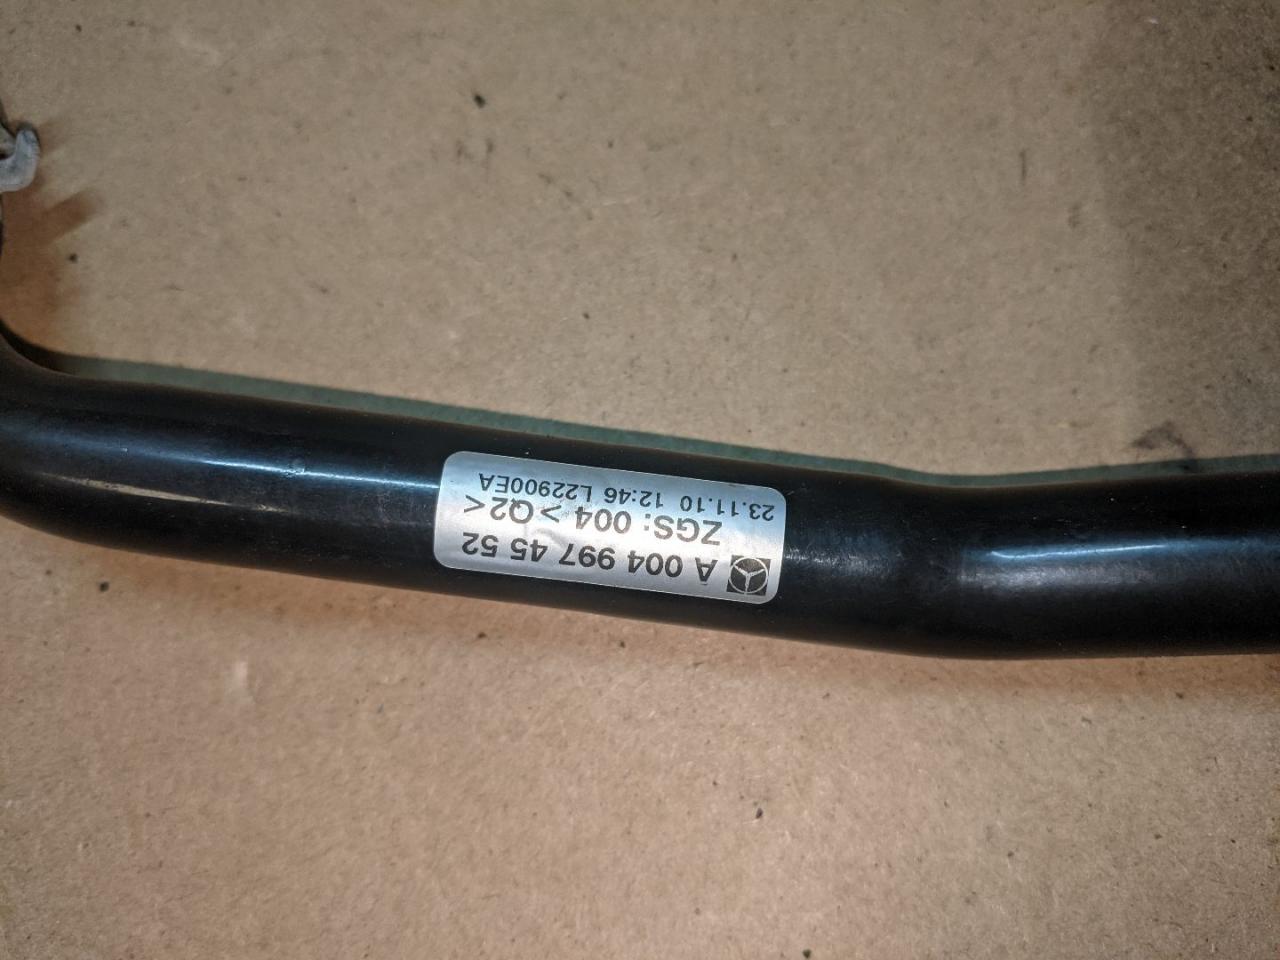 A 004 997 45 52
ZGS: 004 >Q2<
23.11.10 12:46 L22900EA